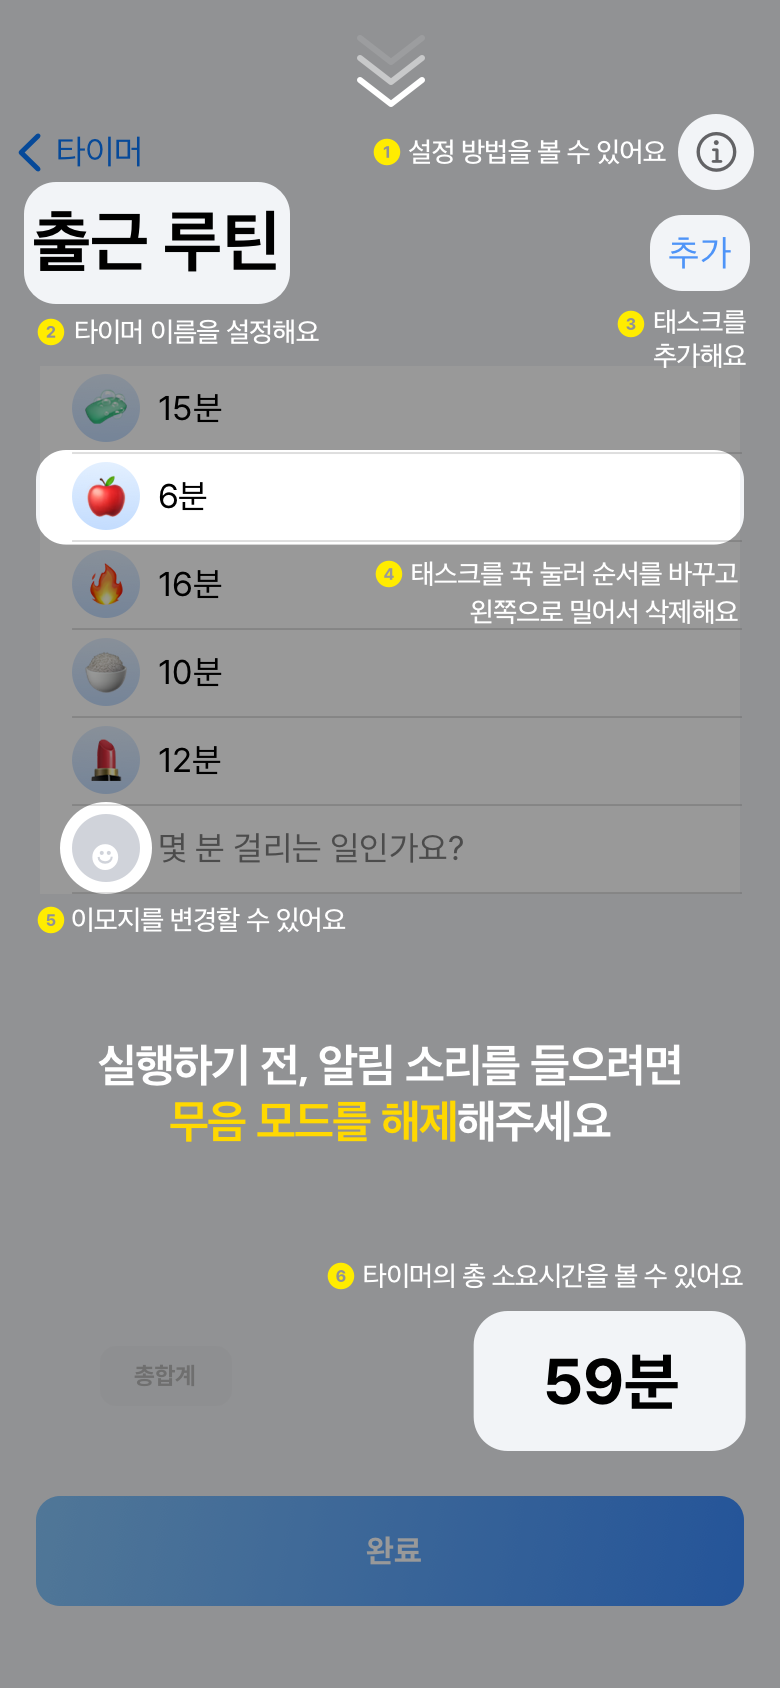 타이머
1 설정 방법을 볼 수 있어요
출근 루틴
추가
2 타이머 이름을 설정해요
3 태스크를
추가해요
15분
6분
16분
4 태스크를 꾹 눌러 순서를 바꾸고
왼쪽으로 밀어서 삭제해요
10분
12분
몇 분 걸리는 일인가요?
5 이모지를 변경할 수 있어요
실행하기 전, 알림 소리를 들으려면
무음 모드를 해제해주세요
6 타이머의 총 소요시간을 볼 수 있어요
총합계
59분
완료